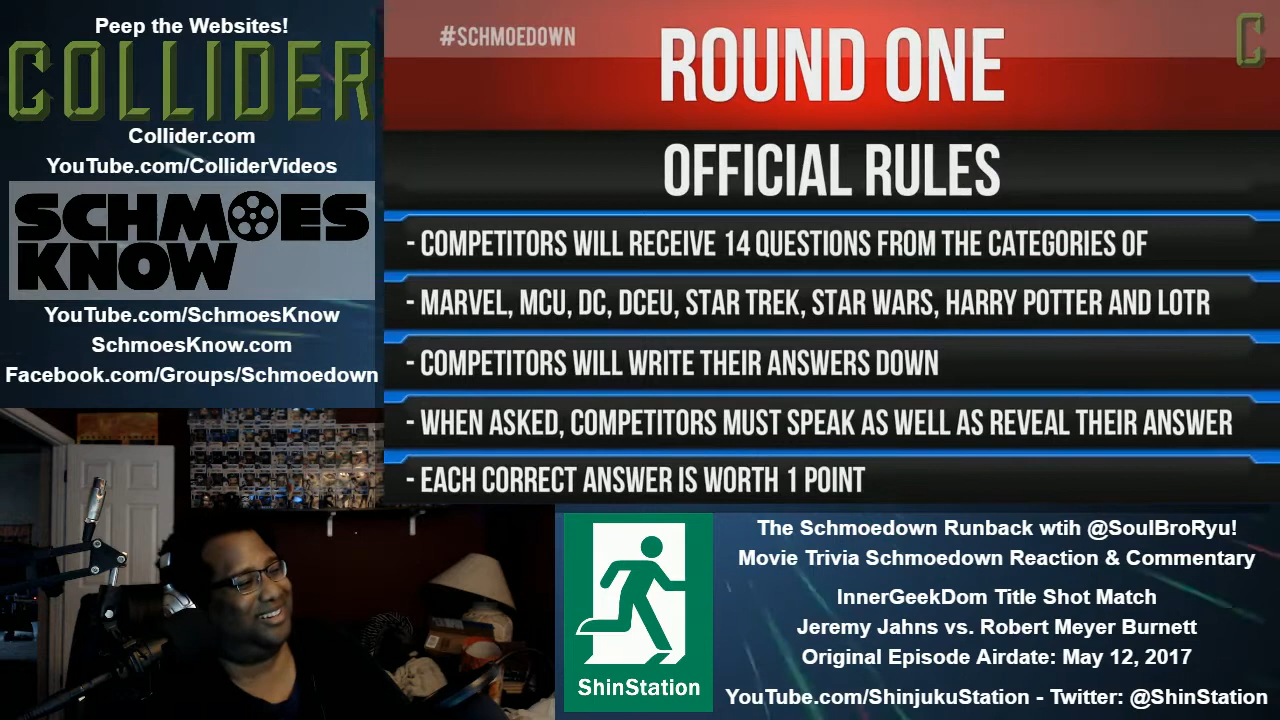 Peep the Websites!
COLLIDER
Collider.com
YouTube.com/ColliderVideos
SCHMOES
KNOW
YouTube.com/SchmoesKnow
SchmoesKnow.com
Facebook.com/Groups/Schmoedown
#SCHMOEDOWN
C
ROUND ONE
OFFICIAL RULES
- COMPETITORS WILL RECEIVE 14 QUESTIONS FROM THE CATEGORIES OF
- MARVEL, MCU, DC, DCEU, STAR TREK, STAR WARS, HARRY POTTER AND LOTR
- COMPETITORS WILL WRITE THEIR ANSWERS DOWN
- WHEN ASKED, COMPETITORS MUST SPEAK AS WELL AS REVEAL THEIR ANSWER
- EACH CORRECT ANSWER IS WORTH 1 POINT
ShinStation
The Schmoedown Runback wtih @SoulBroRyu!
Movie Trivia Schmoedown Reaction & Commentary
InnerGeekDom Title Shot Match
Jeremy Jahns vs. Robert Meyer Burnett
Original Episode Airdate: May 12, 2017
YouTube.com/ShinjukuStation - Twitter: @ShinStation